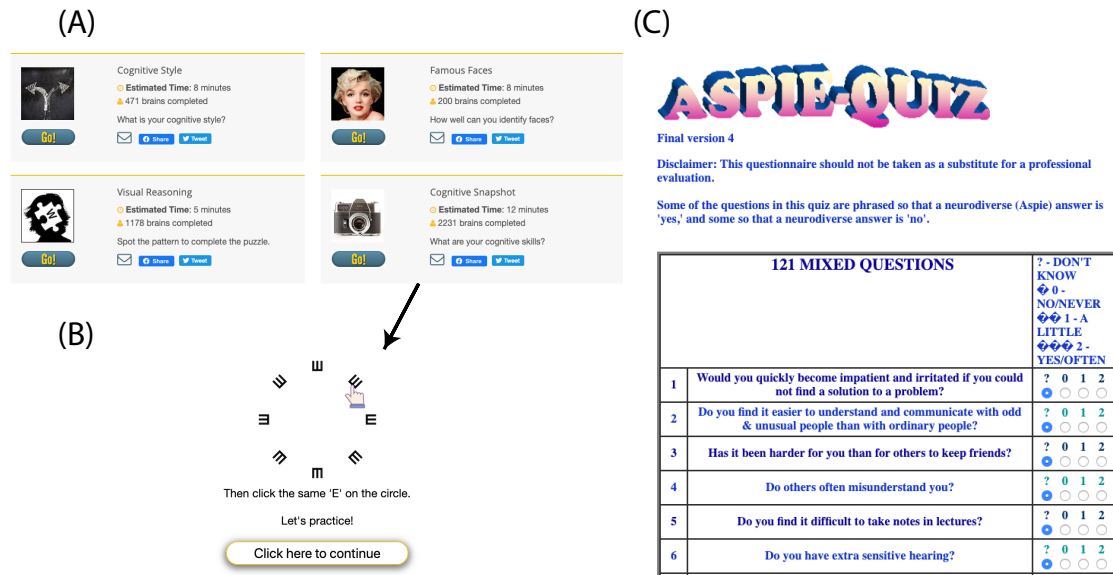 (A)
Cognitive Style
Estimated Time: 8 minutes
471 brains completed
What is your cognitive style?
Go!
Share
Tweet
Famous Faces
Estimated Time: 8 minutes
200 brains completed
How well can you identify faces?
Go!
Share
Tweet
Visual Reasoning
Estimated Time: 5 minutes
1178 brains completed
Spot the pattern to complete the puzzle.
Go!
Share
Tweet
Cognitive Snapshot
Estimated Time: 12 minutes
2231 brains completed
What are your cognitive skills?
Go!
Share
Tweet
(B)
E
E
E
E
E
E
E
E
Then click the same 'E' on the circle.
Let's practice!
Click here to continue
(C)
ASPIE-QUIZ
Final version 4
Disclaimer: This questionnaire should not be taken as a substitute for a professional
evaluation.
Some of the questions in this quiz are phrased so that a neurodiverse (Aspie) answer is
'yes,' and some so that a neurodiverse answer is 'no'.
121 MIXED QUESTIONS
? - DON'T
KNOW
� 0 -
NO/NEVER
�� 1 - A
LITTLE
��� 2 -
YES/OFTEN
1 Would you quickly become impatient and irritated if you could
not find a solution to a problem?
? 0 1 2
2 Do you find it easier to understand and communicate with odd
& unusual people than with ordinary people?
? 0 1 2
3 Has it been harder for you than for others to keep friends?
? 0 1 2
4 Do others often misunderstand you?
? 0 1 2
5 Do you find it difficult to take notes in lectures?
? 0 1 2
6 Do you have extra sensitive hearing?
? 0 1 2